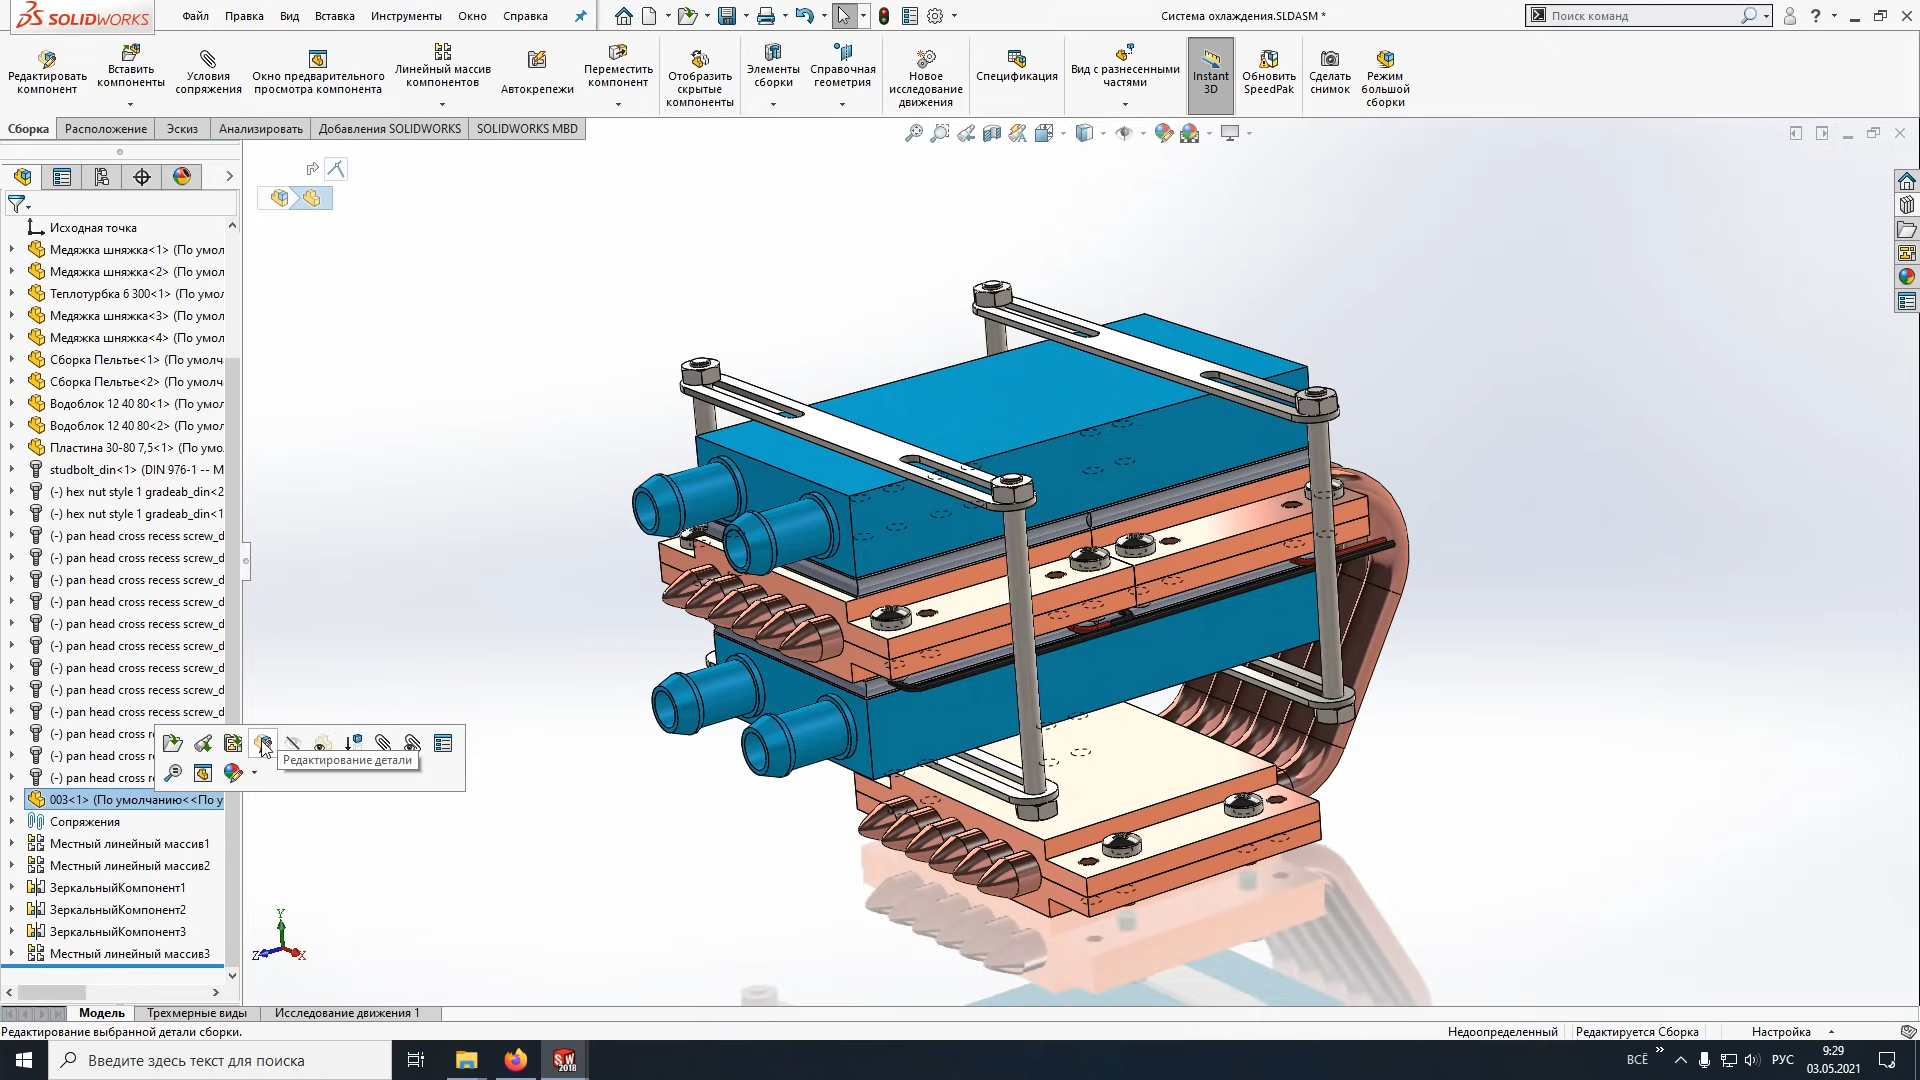 SOLIDWORKS
Файл
Правка
Вид
Вставка
Инструменты
Окно
Справка
Система охлаждения.SLDASM *
Поиск команд
?
Редактировать компонент
Вставить компоненты
Условия сопряжения
Окно предварительного просмотра компонента
Линейный массив компонентов
Автокрепежи
Переместить компонент
Отобразить скрытые компоненты
Элементы сборки
Справочная геометрия
Новое исследование движения
Спецификация
Вид с разнесенными частями
Instant 3D
Обновить SpeedPak
Сделать снимок
Режим большой сборки
Сборка
Расположение
Эскиз
Анализировать
Добавления SOLIDWORKS
SOLIDWORKS MBD
Исходная точка
Медяжка шняжка<1> (По умол
Медяжка шняжка<2> (По умол
Теплотурбка 6 300<1> (По умол
Медяжка шняжка<3> (По умол
Медяжка шняжка<4> (По умол
Сборка Пельтье<1> (По умолч
Сборка Пельтье<2> (По умолч
Водоблок 12 40 80<1> (По умол
Водоблок 12 40 80<2> (По умол
Пластина 30-80 7,5<1> (По умо
studbolt_din<1> (DIN 976-1 -- M
(-) hex nut style 1 gradeab_din<2
(-) hex nut style 1 gradeab_din<1
(-) pan head cross recess screw_d
(-) pan head cross recess screw_d
(-) pan head cross recess screw_d
(-) pan head cross recess screw_d
(-) pan head cross recess screw_d
(-) pan head cross recess screw_d
(-) pan head cross recess screw_d
(-) pan head cross recess screw_d
(-) pan head cross recess screw_d
(-) pan head cross re
(-) pan head cross re
(-) pan head cross re
Редактирование детали
003<1> (По умолчанию<<По у
Сопряжения
Местный линейный массив1
Местный линейный массив2
ЗеркальныйКомпонент1
ЗеркальныйКомпонент2
ЗеркальныйКомпонент3
Местный линейный массив3
Y
Z
X
Модель
Трехмерные виды
Исследование движения 1
Редактирование выбранной детали сборки.
Недоопределенный
Редактируется Сборка
Настройка
Введите здесь текст для поиска
SW
2018
ВСЁ
»
РУС
9:29
03.05.2021